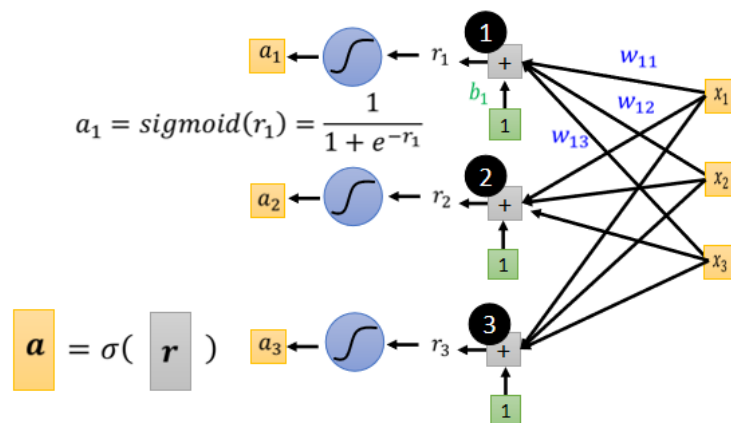 1
a₁ r₁ + w₁₁
x₁
b₁
a₁ = sigmoid(r₁) = 1 / (1 + e^{-r₁})
1
w₁₂
w₁₃
2
x₂
a₂ r₂ +
1
x₃
3
a = σ( r )
a₃ r₃ +
1